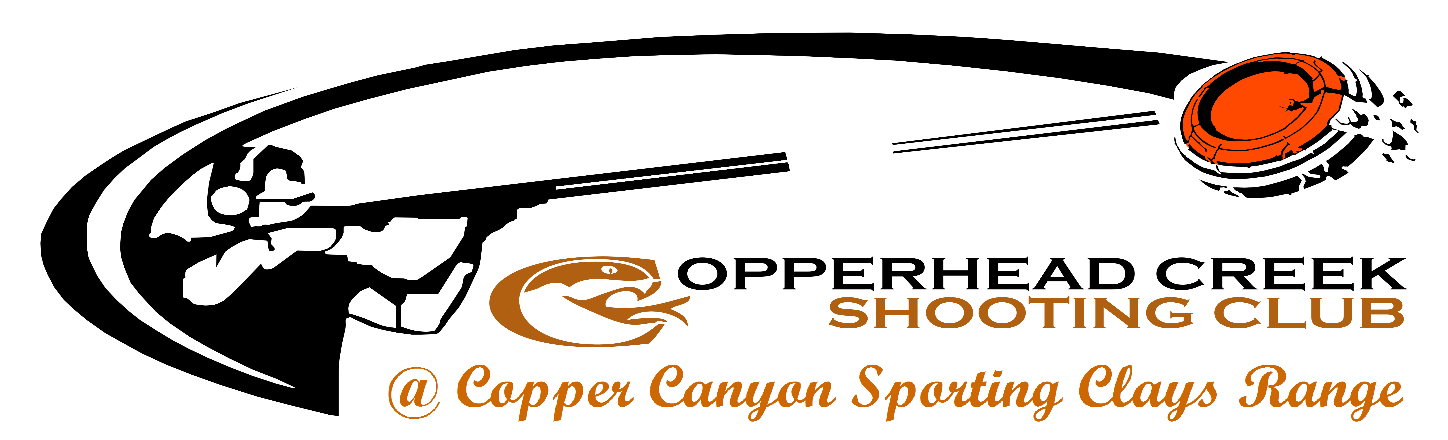 COPPERHEAD CREEK
SHOOTING CLUB
@ Copper Canyon Sporting Clays Range